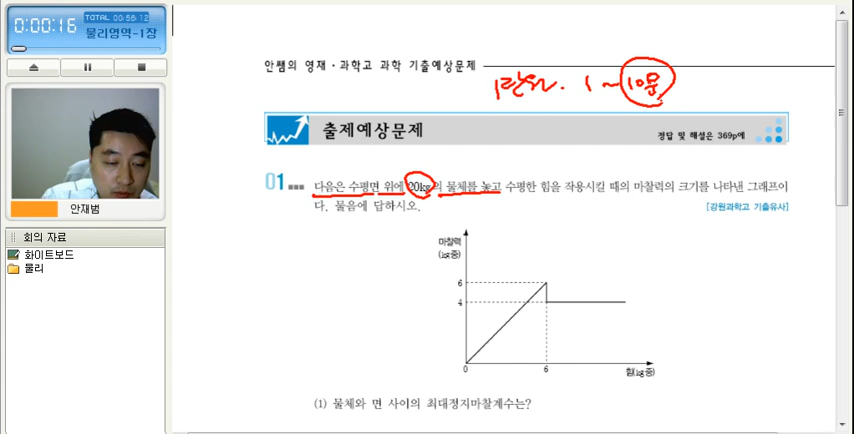 0:00:16
TOTAL 00:56:12
물리영역-1장
안재범
회의 자료
화이트보드
물리
안쌤의 영재·과학고 과학 기출예상문제
1단원. 1~10문
출제예상문제
정답 및 해설은 369p에
01 다음은 수평면 위에 20kg의 물체를 놓고 수평한 힘을 작용시킬 때의 마찰력의 크기를 나타낸 그래프이
다. 물음에 답하시오.
[강원과학고 기출유사]
마찰력
(kg중)
6
4
0
6
힘(kg중)
(1) 물체와 면 사이의 최대정지마찰계수는?